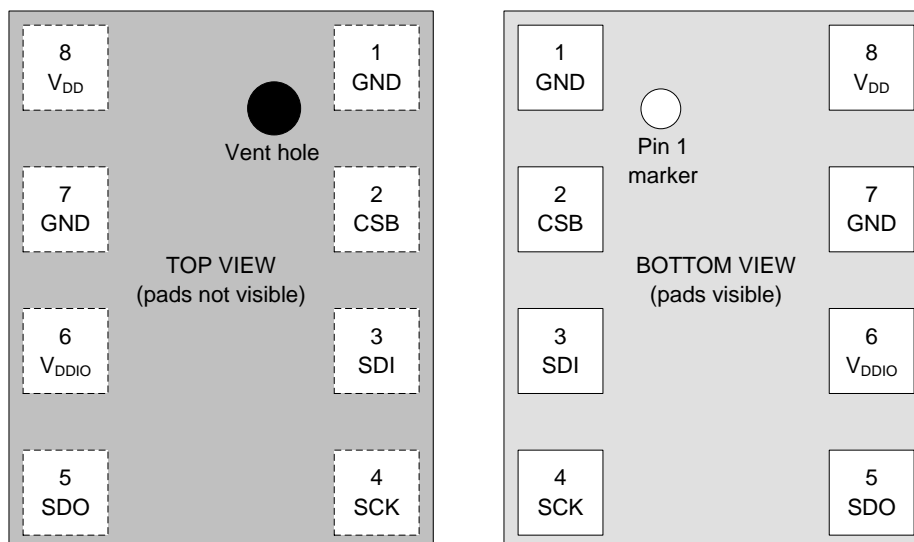 8
VDD
1
GND
Vent hole
7
GND
2
CSB
TOP VIEW
(pads not visible)
6
VDDIO
3
SDI
5
SDO
4
SCK
1
GND
8
VDD
Pin 1
marker
2
CSB
7
GND
BOTTOM VIEW
(pads visible)
3
SDI
6
VDDIO
4
SCK
5
SDO